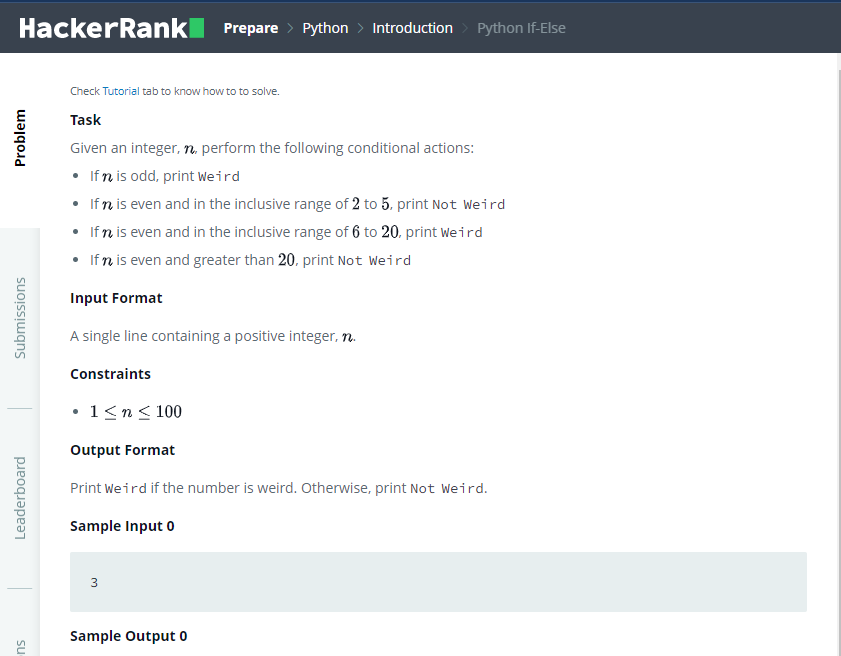 HackerRank Prepare > Python > Introduction > Python If-Else
Check Tutorial tab to know how to to solve.
Task
Given an integer, n, perform the following conditional actions:
• If n is odd, print Weird
• If n is even and in the inclusive range of 2 to 5, print Not Weird
• If n is even and in the inclusive range of 6 to 20, print Weird
• If n is even and greater than 20, print Not Weird
Input Format
A single line containing a positive integer, n.
Constraints
• 1 ≤ n ≤ 100
Output Format
Print Weird if the number is weird. Otherwise, print Not Weird.
Sample Input 0
3
Sample Output 0
Problem
Submissions
Leaderboard